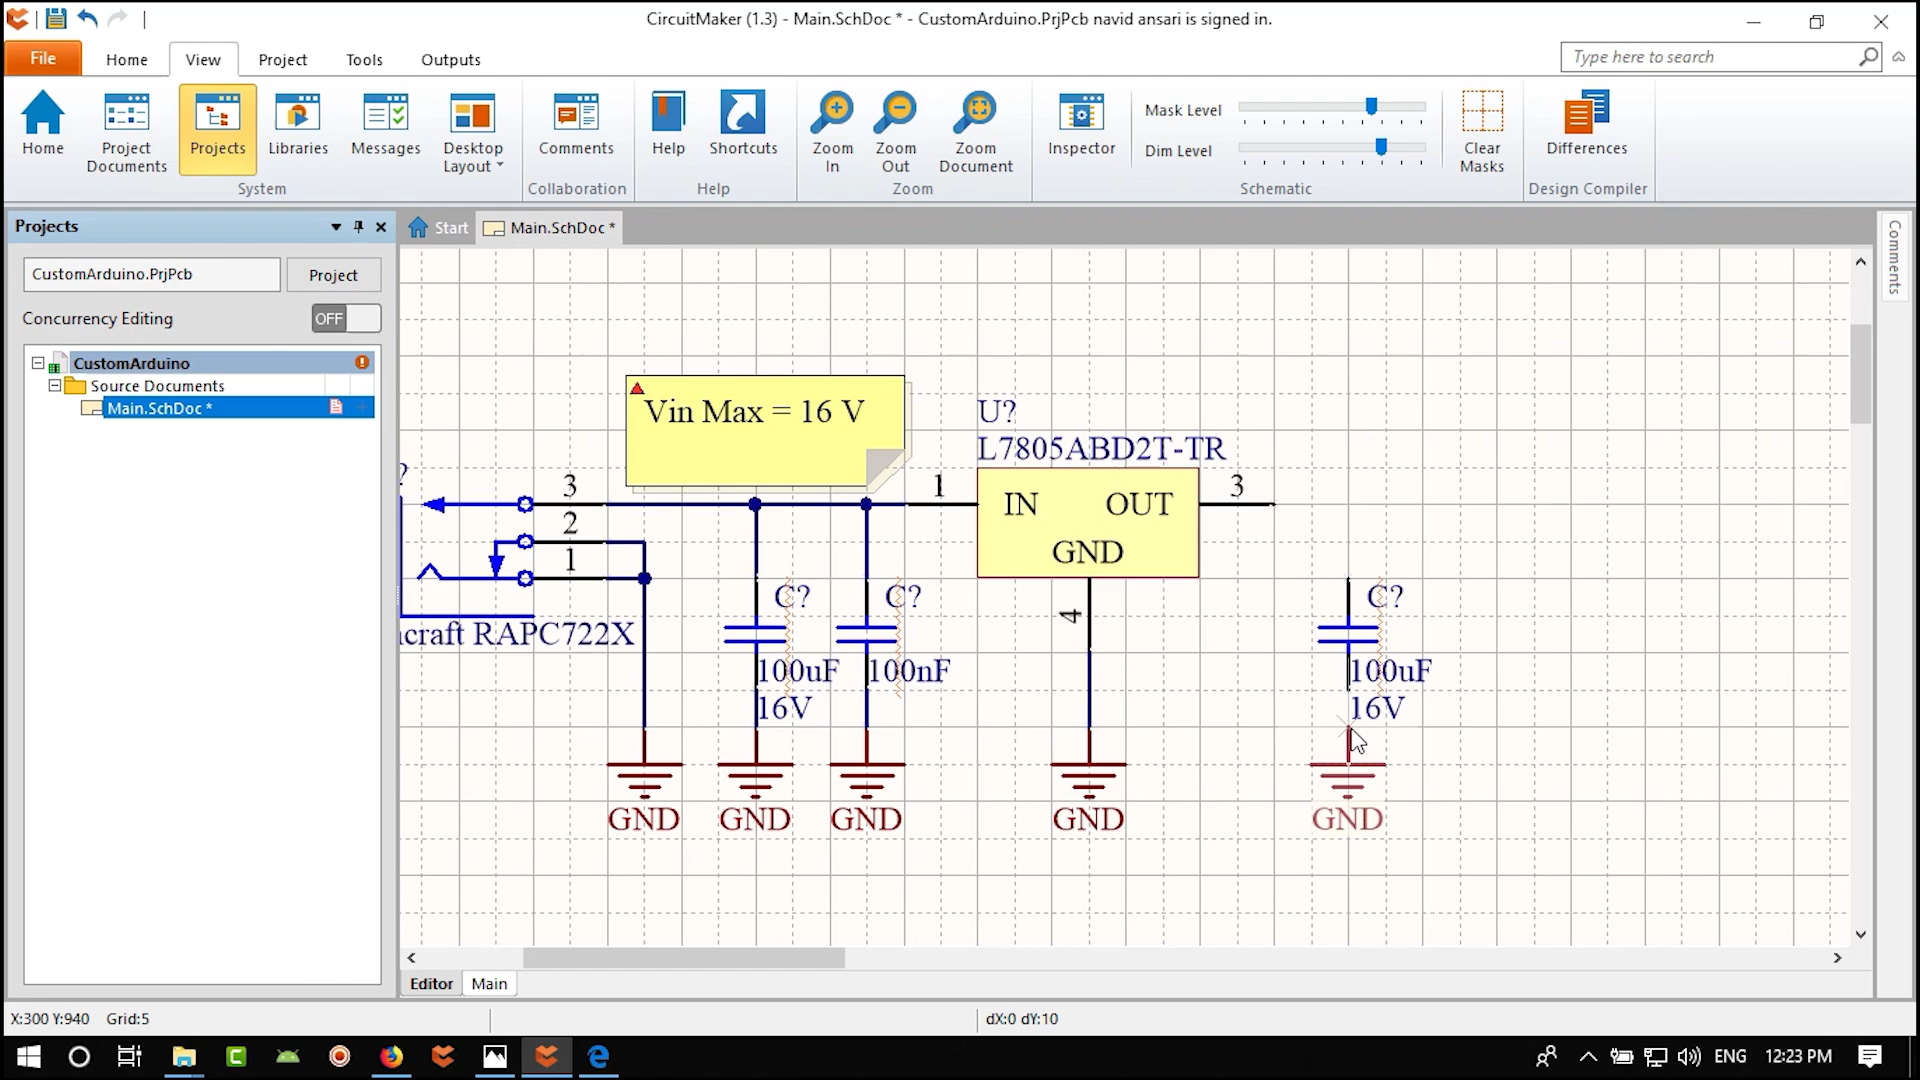 CircuitMaker (1.3) - Main.SchDoc * - CustomArduino.PrjPcb navid ansari is signed in.
File
Home
View
Project
Tools
Outputs
Type here to search
Home
Project
Documents
Projects
Libraries
Messages
Desktop
Layout
System
Comments
Collaboration
Help
Shortcuts
Help
Zoom
In
Zoom
Out
Zoom
Document
Zoom
Inspector
Mask Level
Dim Level
Schematic
Clear
Masks
Differences
Design Compiler
Projects
CustomArduino.PrjPcb
Project
Concurrency Editing
OFF
CustomArduino
Source Documents
Main.SchDoc *
Start
Main.SchDoc *
Comments
Vin Max = 16 V
U?
L7805ABD2T-TR
?
3
2
1
1
IN
OUT
GND
3
4
craft RAPC722X
C?
100uF
16V
C?
100nF
C?
100uF
16V
GND
GND
GND
GND
GND
Editor
Main
X:300 Y:940
Grid:5
dX:0 dY:10
ENG
12:23 PM